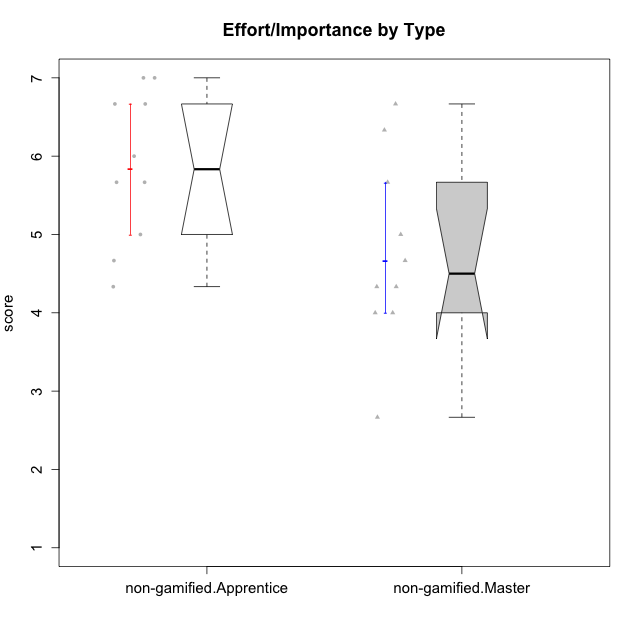 Effort/Importance by Type
score
7
6
5
4
3
2
1
non-gamified.Apprentice
non-gamified.Master